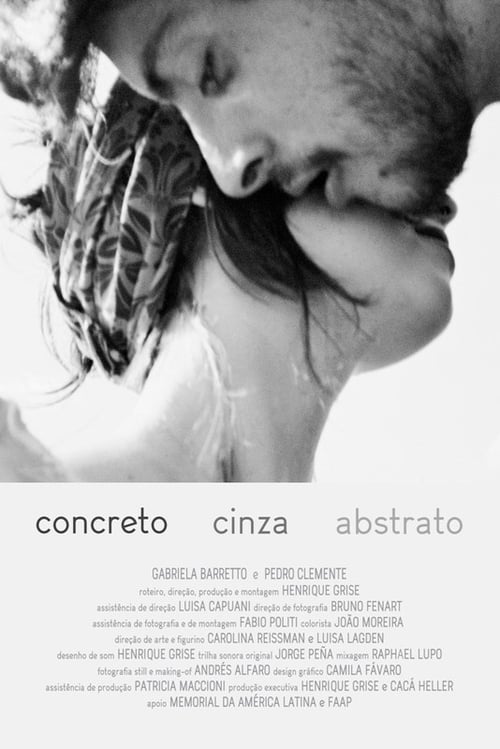 concreto cinza abstrato
GABRIELA BARRETTO e PEDRO CLEMENTE
roteiro, direção, produção e montagem HENRIQUE GRISE
assistência de direção LUISA CAPUANI direção de fotografia BRUNO FENART
assistência de fotografia e de montagem FABIO POLITI colorista JOÃO MOREIRA
direção de arte e figurino CAROLINA REISSMAN e LUISA LAGDEN
desenho de som HENRIQUE GRISE trilha sonora original JORGE PEÑA mixagem RAPHAEL LUPO
fotografia still e making-of ANDRÉS ALFARO design gráfico CAMILA FÁVARO
assistência de produção PATRICIA MACCIONI produção executiva HENRIQUE GRISE e CACÁ HELLER
apoio MEMORIAL DA AMÉRICA LATINA e FAAP